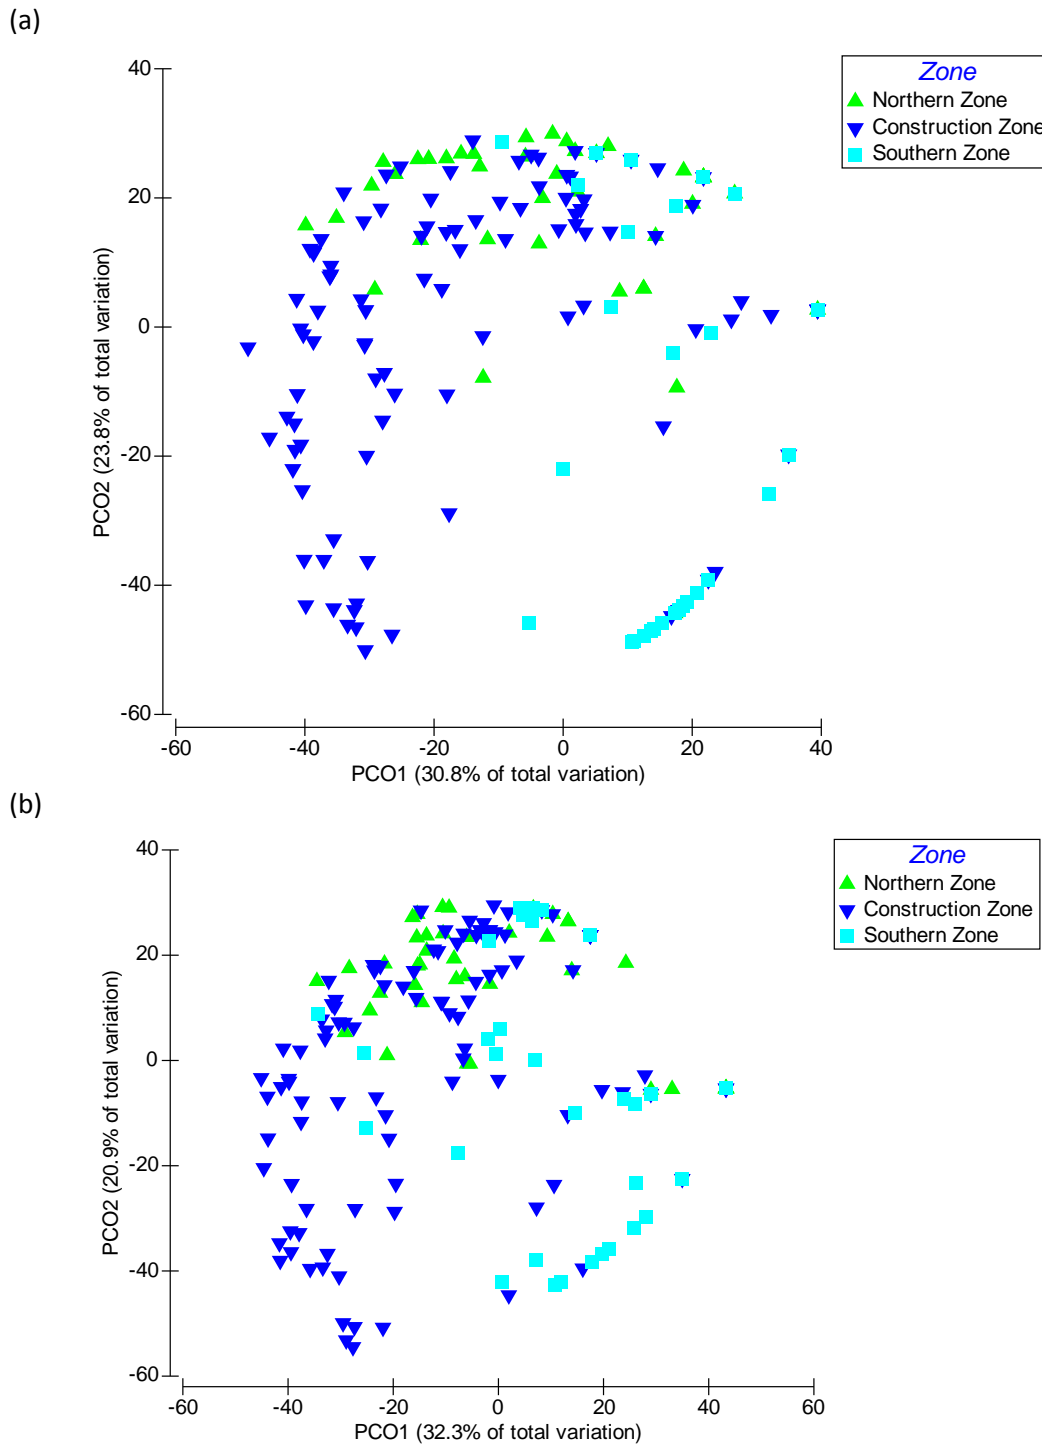 (a)
Zone
Northern Zone
Construction Zone
Southern Zone
40
20
0
-20
-40
-60
PCO2 (23.8% of total variation)
-60 -40 -20 0 20 40
PCO1 (30.8% of total variation)
(b)
Zone
Northern Zone
Construction Zone
Southern Zone
40
20
0
-20
-40
-60
PCO2 (20.9% of total variation)
-60 -40 -20 0 20 40 60
PCO1 (32.3% of total variation)